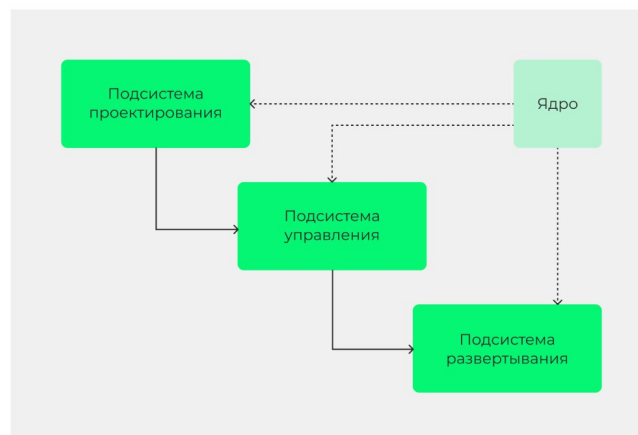 Подсистема
проектирования
Ядро
Подсистема
управления
Подсистема
развертывания